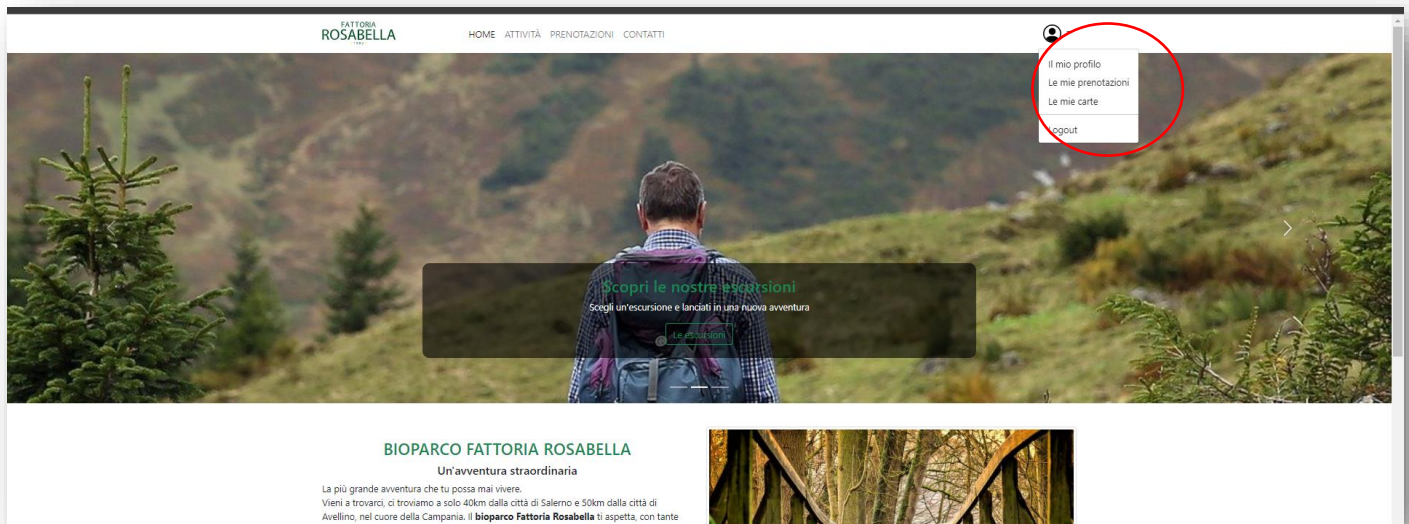 FATTORIA
ROSABELLA
HOME ATTIVITÀ PRENOTAZIONI CONTATTI
Il mio profilo
Le mie prenotazioni
Le mie carte
Logout
Scopri le nostre escursioni
Scegli un'escursione e lanciati in una nuova avventura
Le escursioni
BIOPARCO FATTORIA ROSABELLA
Un'avventura straordinaria
La più grande avventura che tu possa mai vivere.
Vieni a trovarci, ci troviamo a solo 40km dalla città di Salerno e 50km dalla città di
Avellino, nel cuore della Campania. Il bioparco Fattoria Rosabella ti aspetta, con tante